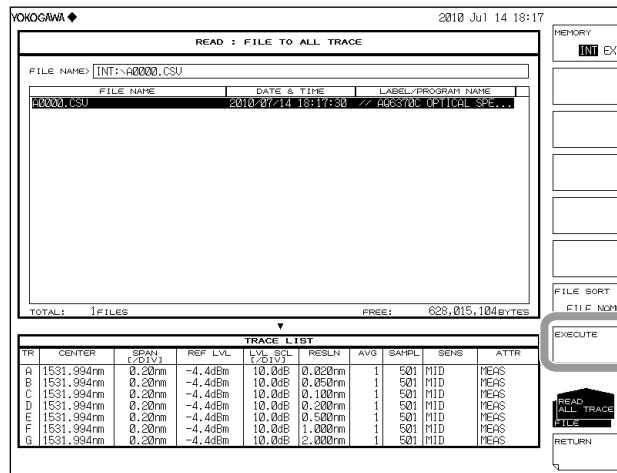 YOKOGAWA 2010 Jul 14 18:17
READ : FILE TO ALL TRACE
FILE NAME> INT:\A0000.CSV
FILE NAME DATE & TIME LABEL/PROGRAM NAME
A0000.CSV 2010/07/14 18:17:30 // AQ6370C OPTICAL SPE...
TOTAL: 1FILES FREE: 628,015,104BYTES
TRACE LIST
TR CENTER SPAN [/DIV] REF LVL LVL SCL [/DIV] RESLN AVG SAMPL SENS ATTR
A 1531.994nm 0.20nm -4.4dBm 10.0dB 0.020nm 1 501 MID MEAS
B 1531.994nm 0.20nm -4.4dBm 10.0dB 0.050nm 1 501 MID MEAS
C 1531.994nm 0.20nm -4.4dBm 10.0dB 0.100nm 1 501 MID MEAS
D 1531.994nm 0.20nm -4.4dBm 10.0dB 0.200nm 1 501 MID MEAS
E 1531.994nm 0.20nm -4.4dBm 10.0dB 0.500nm 1 501 MID MEAS
F 1531.994nm 0.20nm -4.4dBm 10.0dB 1.000nm 1 501 MID MEAS
G 1531.994nm 0.20nm -4.4dBm 10.0dB 2.000nm 1 501 MID MEAS
MEMORY
INT EX
FILE SORT
FILE NAM
EXECUTE
READ
ALL TRACE
FILE
RETURN